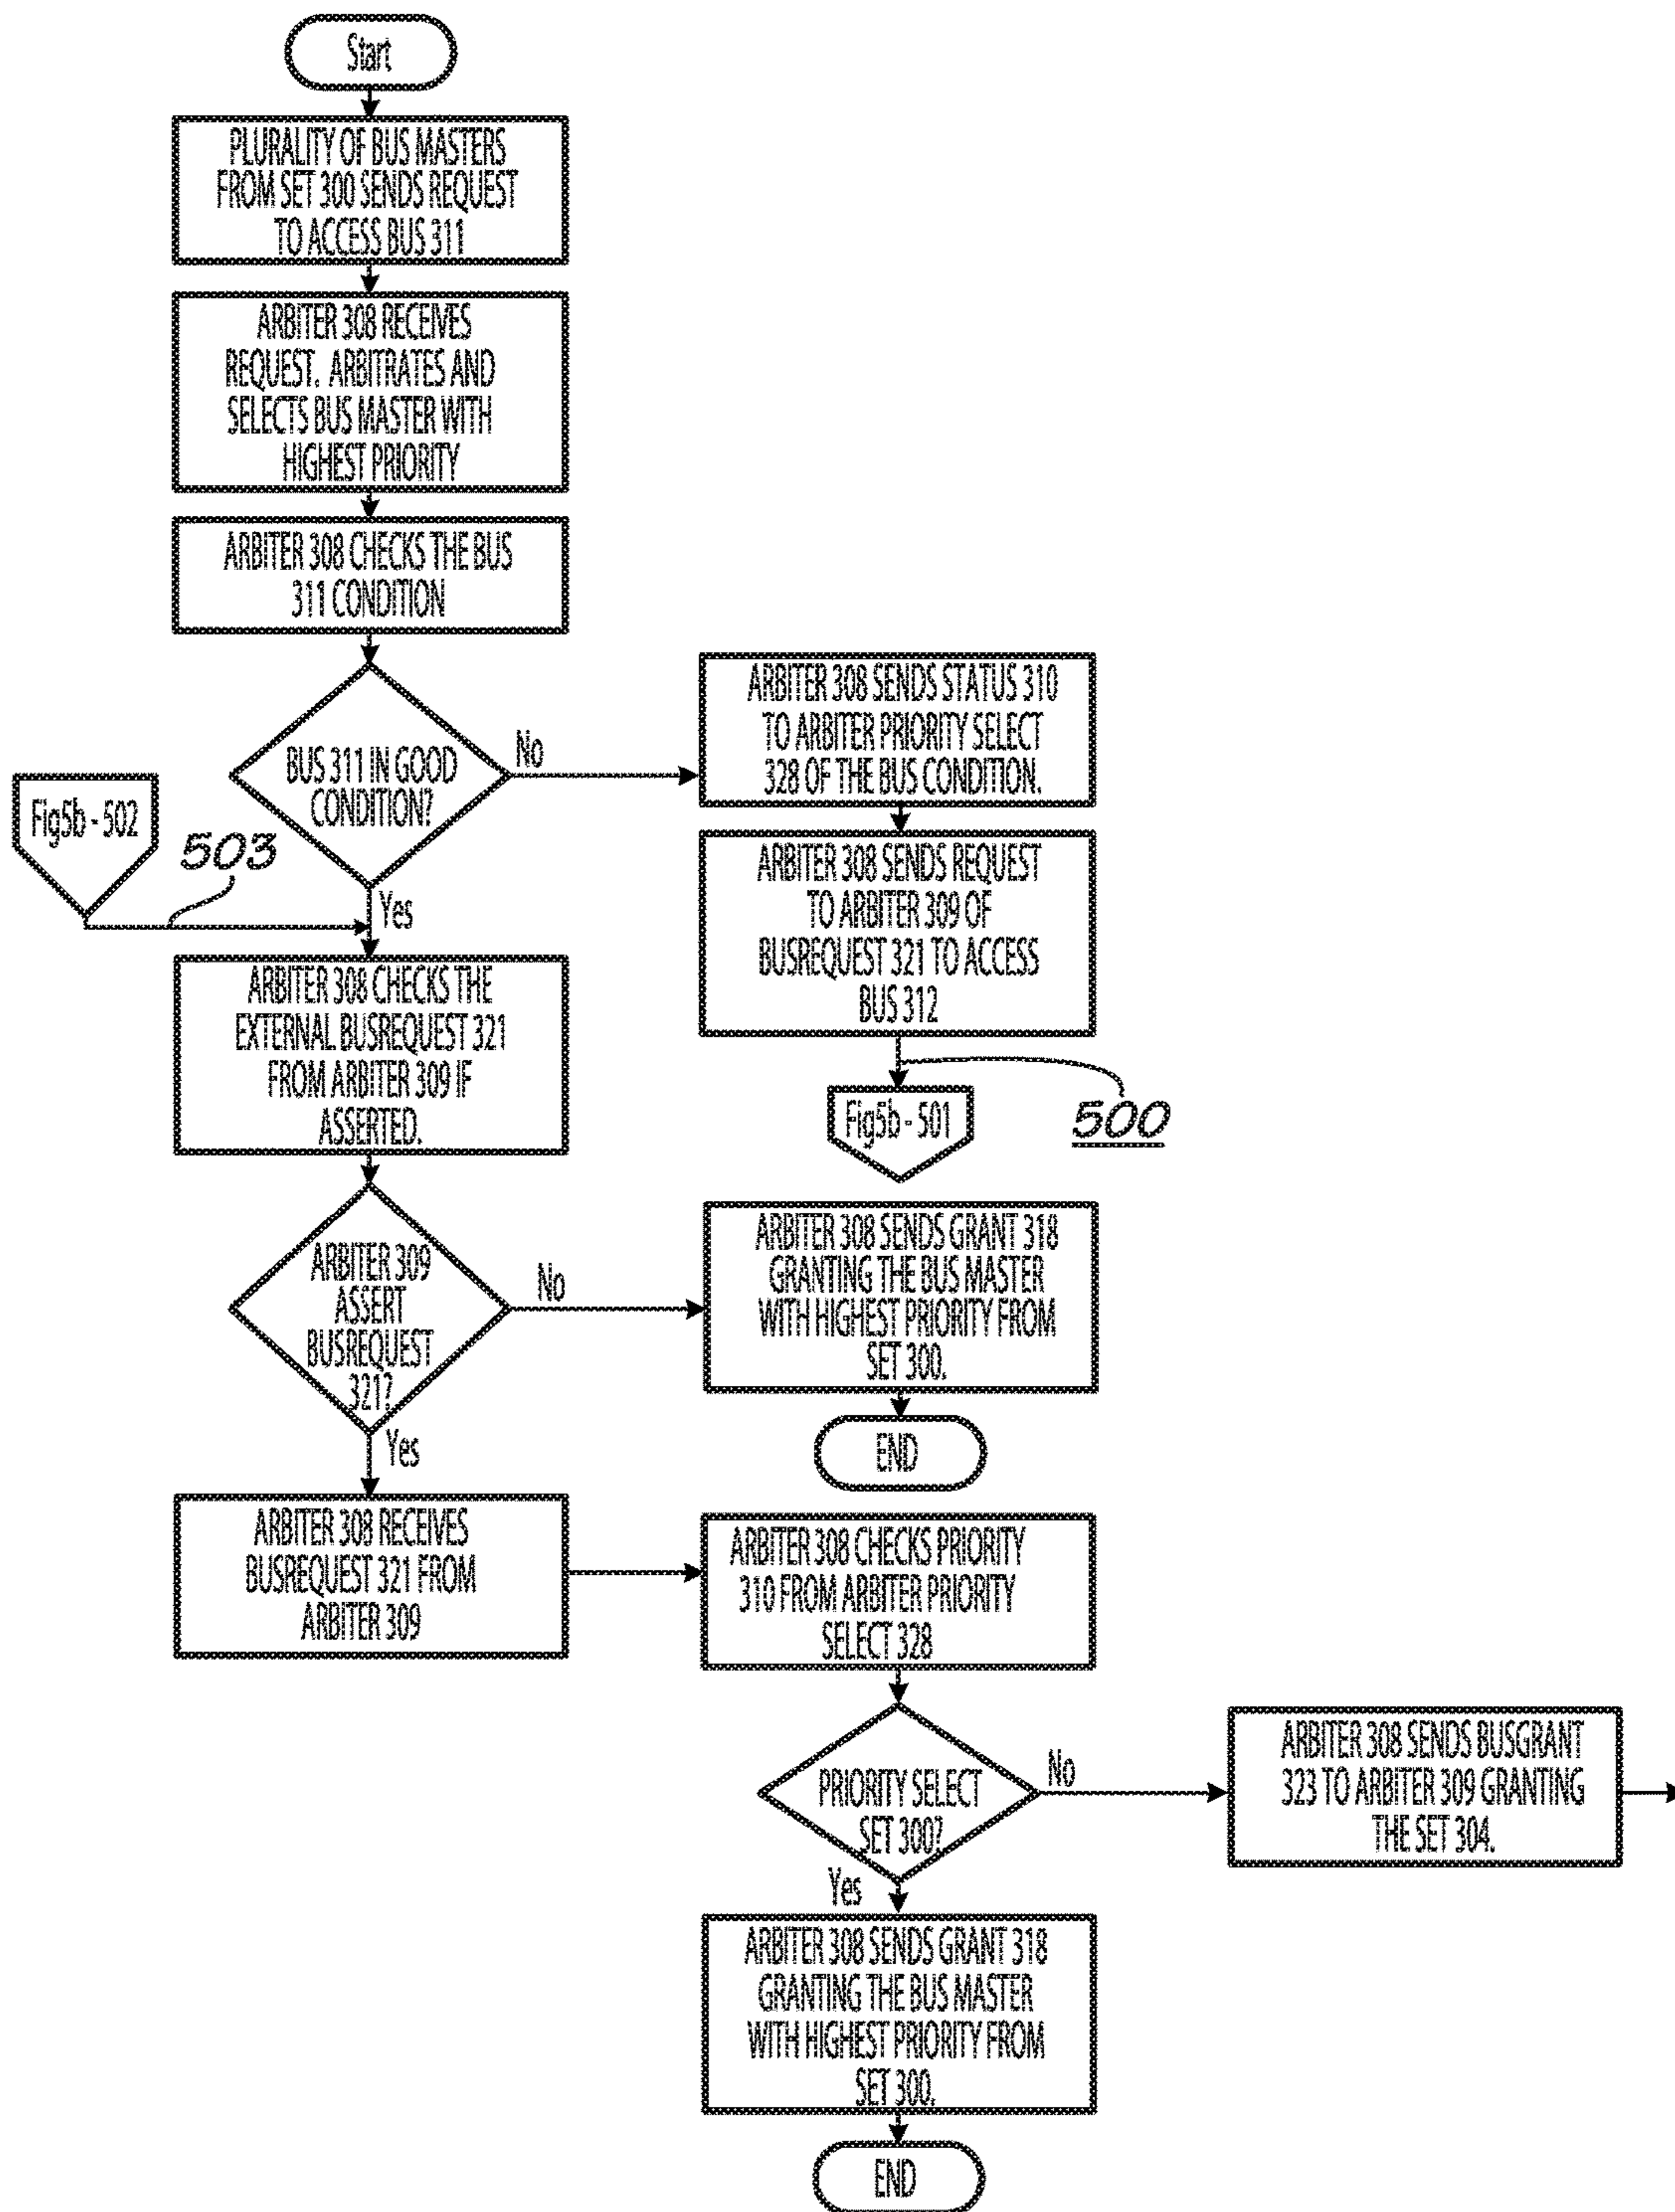 Start
PLURALITY OF BUS MASTERS
FROM SET 300 SENDS REQUEST
TO ACCESS BUS 311
ARBITER 308 RECEIVES
REQUEST. ARBITRATES AND
SELECTS BUS MASTER WITH
HIGHEST PRIORITY
ARBITER 308 CHECKS THE BUS
311 CONDITION
BUS 311 IN GOOD
CONDITION?
No
ARBITER 308 SENDS STATUS 310
TO ARBITER PRIORITY SELECT
328 OF THE BUS CONDITION.
Fig5b - 502
503
Yes
ARBITER 308 SENDS REQUEST
TO ARBITER 309 OF
BUSREQUEST 321 TO ACCESS
BUS 312
ARBITER 308 CHECKS THE
EXTERNAL BUSREQUEST 321
FROM ARBITER 309 IF
ASSERTED.
Fig5b - 501
500
ARBITER 309
ASSERT
BUSREQUEST
321?
No
ARBITER 308 SENDS GRANT 318
GRANTING THE BUS MASTER
WITH HIGHEST PRIORITY FROM
SET 300.
END
Yes
ARBITER 308 RECEIVES
BUSREQUEST 321 FROM
ARBITER 309
ARBITER 308 CHECKS PRIORITY
310 FROM ARBITER PRIORITY
SELECT 328
PRIORITY SELECT
SET 300?
No
ARBITER 308 SENDS BUSGRANT
323 TO ARBITER 309 GRANTING
THE SET 304.
Yes
ARBITER 308 SENDS GRANT 318
GRANTING THE BUS MASTER
WITH HIGHEST PRIORITY FROM
SET 300.
END